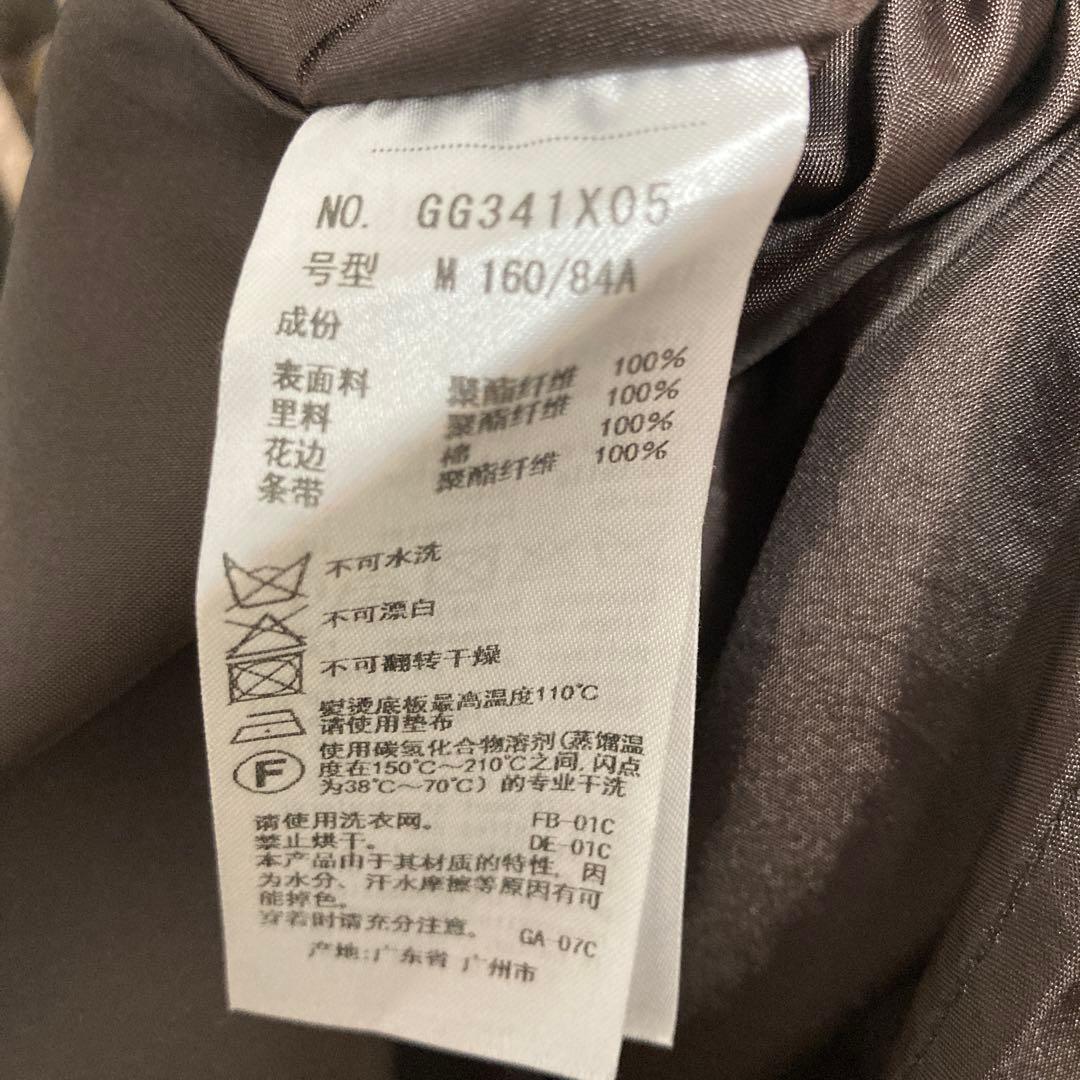 NO. GG341X05
号型 M 160/84A
成份
表面料 聚酯纤维 100%
里料 聚酯纤维 100%
花边 棉 100%
条带 聚酯纤维 100%
不可水洗
不可漂白
不可翻转干燥
熨烫底板最高温度110℃
请使用垫布
F
使用碳氢化合物溶剂(蒸馏温
度在150℃～210℃之间,闪点
为38℃～70℃)的专业干洗
请使用洗衣网。 FB-01C
禁止烘干。 DE-01C
本产品由于其材质的特性，因
为水分、汗水摩擦等原因有可
能掉色。
穿着时请充分注意。 GA-07C
产地:广东省 广州市